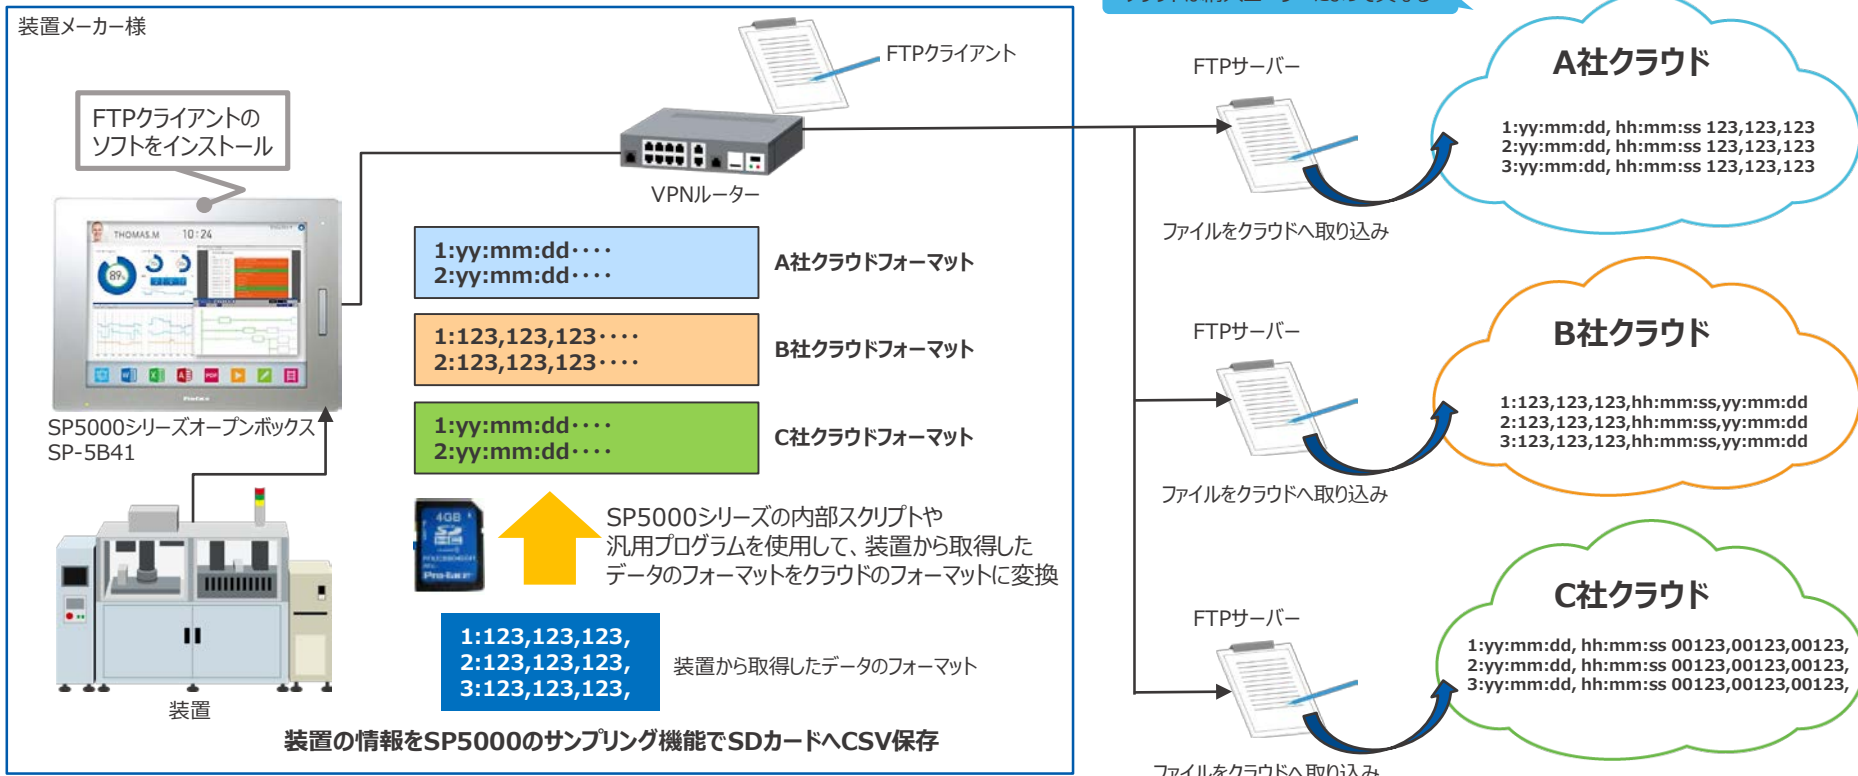 装置メーカー様
FTPクライアント
FTPクライアントの
ソフトをインストール
VPNルーター
THOMAS.M 10:24
89%
1:yy:mm:dd････
2:yy:mm:dd････
A社クラウドフォーマット
1:123,123,123････
2:123,123,123････
B社クラウドフォーマット
1:yy:mm:dd････
2:yy:mm:dd････
C社クラウドフォーマット
SP5000シリーズオープンボックス
SP-5B41
4GB
Pro-face
SP5000シリーズの内部スクリプトや
汎用プログラムを使用して、装置から取得した
データのフォーマットをクラウドのフォーマットに変換
1:123,123,123,
2:123,123,123,
3:123,123,123,
装置から取得したデータのフォーマット
装置
装置の情報をSP5000のサンプリング機能でSDカードへCSV保存
FTPサーバー
ファイルをクラウドへ取り込み
A社クラウド
1:yy:mm:dd, hh:mm:ss 123,123,123
2:yy:mm:dd, hh:mm:ss 123,123,123
3:yy:mm:dd, hh:mm:ss 123,123,123
FTPサーバー
ファイルをクラウドへ取り込み
B社クラウド
1:123,123,123,hh:mm:ss,yy:mm:dd
2:123,123,123,hh:mm:ss,yy:mm:dd
3:123,123,123,hh:mm:ss,yy:mm:dd
FTPサーバー
ファイルをクラウドへ取り込み
C社クラウド
1:yy:mm:dd, hh:mm:ss 00123,00123,00123,
2:yy:mm:dd, hh:mm:ss 00123,00123,00123,
3:yy:mm:dd, hh:mm:ss 00123,00123,00123,